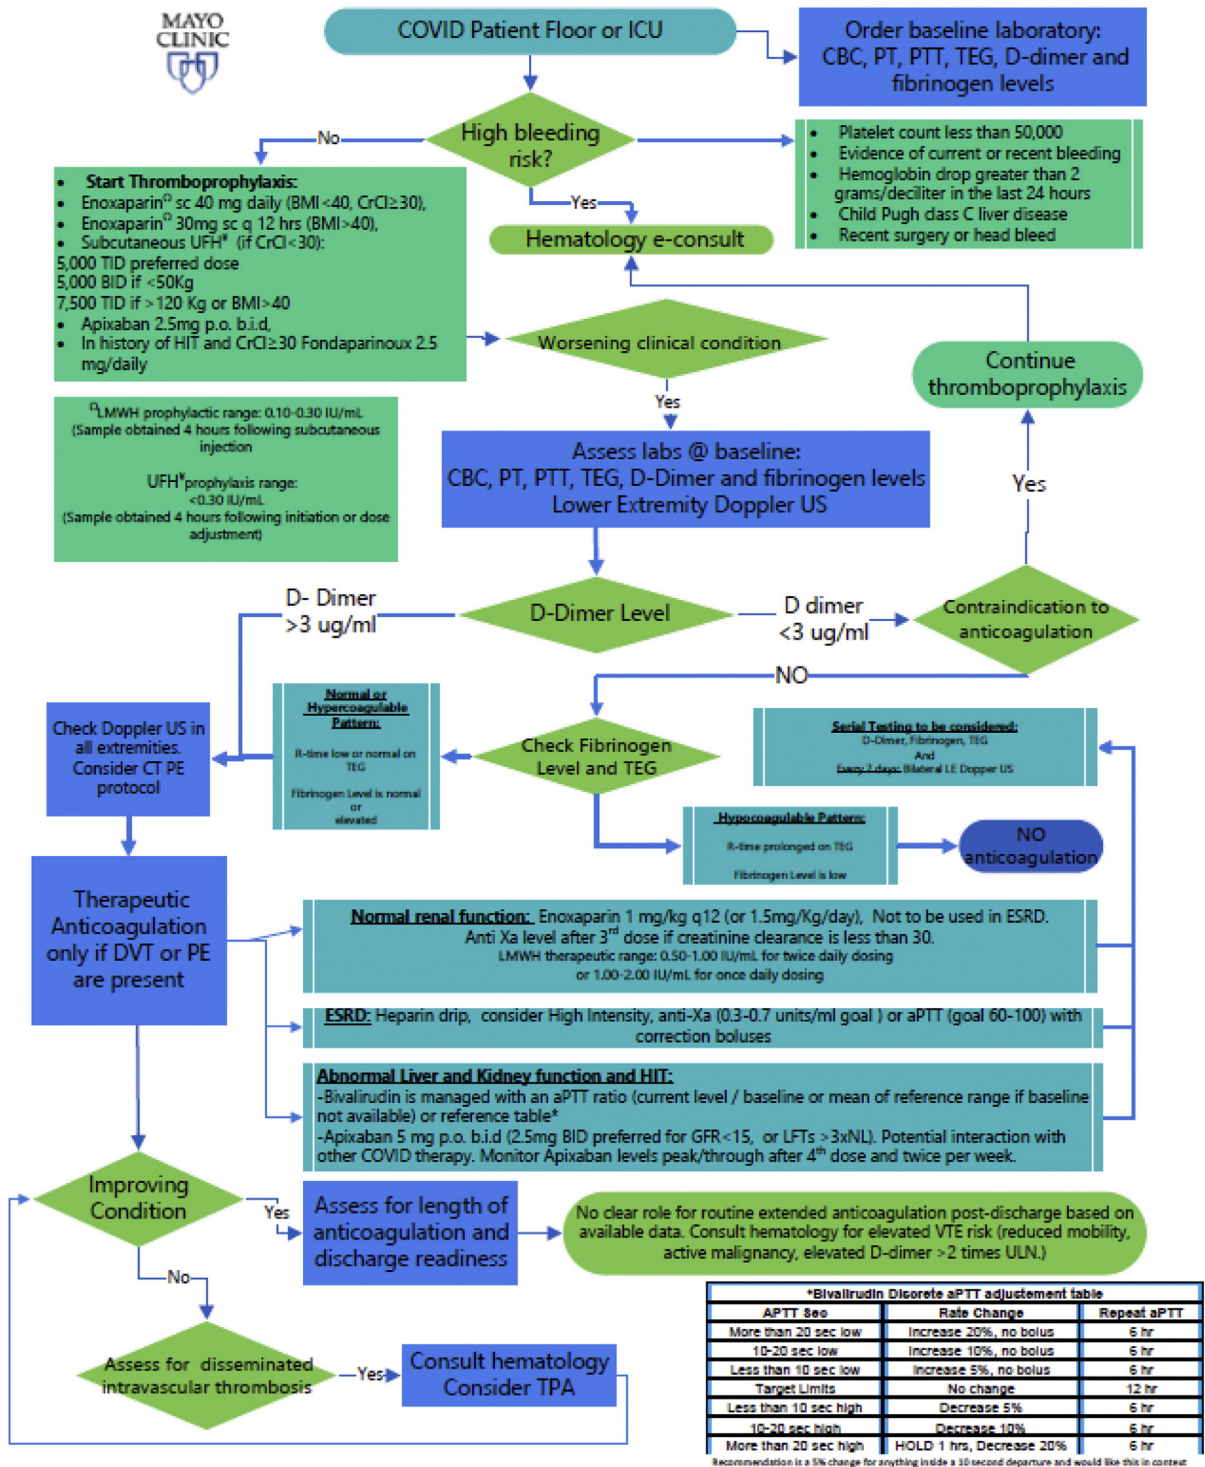 MAYO
CLINIC
COVID Patient Floor or ICU
Order baseline laboratory:
CBC, PT, PTT, TEG, D-dimer and
fibrinogen levels
High bleeding
risk?
No
Yes
• Platelet count less than 50,000
• Evidence of current or recent bleeding
• Hemoglobin drop greater than 2
grams/deciliter in the last 24 hours
• Child Pugh class C liver disease
• Recent surgery or head bleed
• Start Thromboprophylaxis:
• Enoxaparin^Ω sc 40 mg daily (BMI<40, CrCl≥30),
• Enoxaparin^Ω 30mg sc q 12 hrs (BMI>40),
• Subcutaneous UFH^¥ (if CrCl<30):
5,000 TID preferred dose
5,000 BID if <50Kg
7,500 TID if >120 Kg or BMI>40
• Apixaban 2.5mg p.o. b.i.d,
• In history of HIT and CrCl≥30 Fondaparinoux 2.5
mg/daily
Hematology e-consult
Worsening clinical condition
Yes
Continue
thromboprophylaxis
Yes
^ΩLMWH prophylactic range: 0.10-0.30 IU/mL
(Sample obtained 4 hours following subcutaneous
injection
UFH^¥prophylaxis range:
<0.30 IU/mL
(Sample obtained 4 hours following initiation or dose
adjustment)
Assess labs @ baseline:
CBC, PT, PTT, TEG, D-Dimer and fibrinogen levels
Lower Extremity Doppler US
D- Dimer
>3 ug/ml
D-Dimer Level
D dimer
<3 ug/ml
Contraindication to
anticoagulation
NO
Check Doppler US in
all extremities.
Consider CT PE
protocol
Normal or
Hypercoagulable
Pattern:
R-time low or normal on
TEG
Fibrinogen Level is normal
or
elevated
Check Fibrinogen
Level and TEG
Serial Testing to be considered:
D-Dimer, Fibrinogen, TEG
And
Every 7 days: Bilateral LE Dopper US
Hypocoagulable Pattern:
R-time prolonged on TEG
Fibrinogen Level is low
NO
anticoagulation
Therapeutic
Anticoagulation
only if DVT or PE
are present
Normal renal function: Enoxaparin 1 mg/kg q12 (or 1.5mg/Kg/day), Not to be used in ESRD.
Anti Xa level after 3rd dose if creatinine clearance is less than 30.
LMWH therapeutic range: 0.50-1.00 IU/mL for twice daily dosing
or 1.00-2.00 IU/mL for once daily dosing
ESRD: Heparin drip, consider High Intensity, anti-Xa (0.3-0.7 units/ml goal ) or aPTT (goal 60-100) with
correction boluses
Abnormal Liver and Kidney function and HIT:
-Bivalirudin is managed with an aPTT ratio (current level / baseline or mean of reference range if baseline
not available) or reference table*
-Apixaban 5 mg p.o. b.i.d (2.5mg BID preferred for GFR<15, or LFTs >3xNL). Potential interaction with
other COVID therapy. Monitor Apixaban levels peak/through after 4th dose and twice per week.
Improving
Condition
Yes
Assess for length of
anticoagulation and
discharge readiness
No clear role for routine extended anticoagulation post-discharge based on
available data. Consult hematology for elevated VTE risk (reduced mobility,
active malignancy, elevated D-dimer >2 times ULN.)
No
Assess for disseminated
intravascular thrombosis
Yes
Consult hematology
Consider TPA
*Bivalirudin Discrete aPTT adjustement table
APTT Sec Rate Change Repeat aPTT
More than 20 sec low Increase 20%, no bolus 6 hr
10-20 sec low Increase 10%, no bolus 6 hr
Less than 10 sec low Increase 5%, no bolus 6 hr
Target Limits No change 12 hr
Less than 10 sec high Decrease 5% 6 hr
10-20 sec high Decrease 10% 6 hr
More than 20 sec high HOLD 1 hrs, Decrease 20% 6 hr
Recommendation is a 5% change for anything inside a 10 second departure and would like this in context